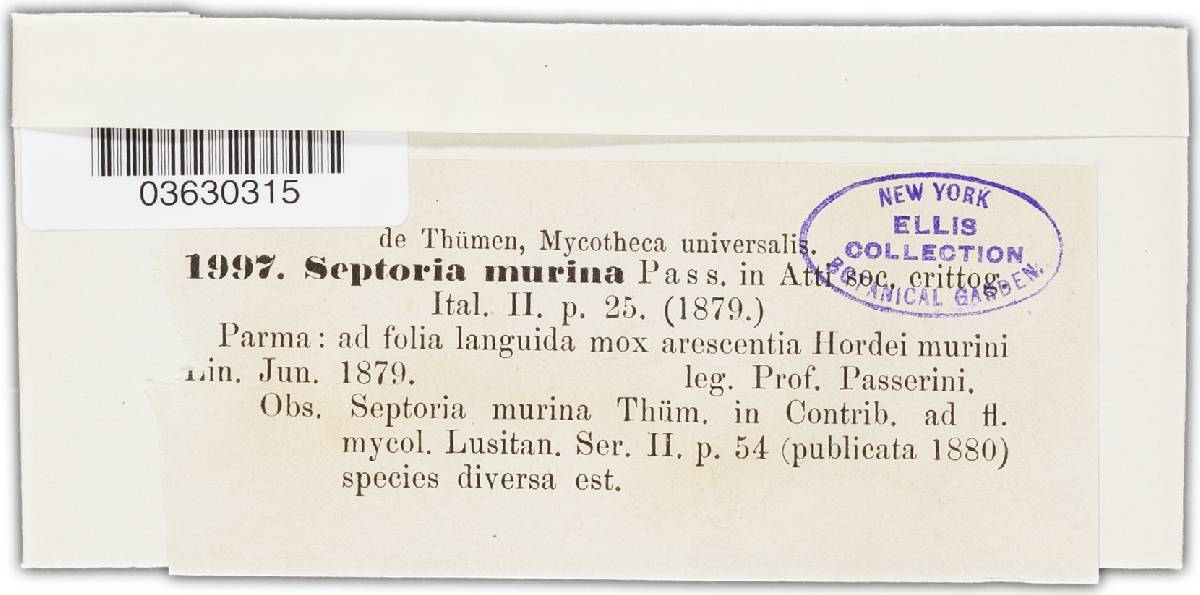 03630315
NEW YORK
ELLIS
COLLECTION
BOTANICAL GARDEN.
de Thümen, Mycotheca universalis.
1997. Septoria murina Pass. in Atti soc. crittog.
Ital. II. p. 25. (1879.)
Parma: ad folia languida mox arescentia Hordei murini
Lin. Jun. 1879. leg. Prof. Passerini.
Obs. Septoria murina Thüm. in Contrib. ad fl.
mycol. Lusitan. Ser. II. p. 54 (publicata 1880)
species diversa est.